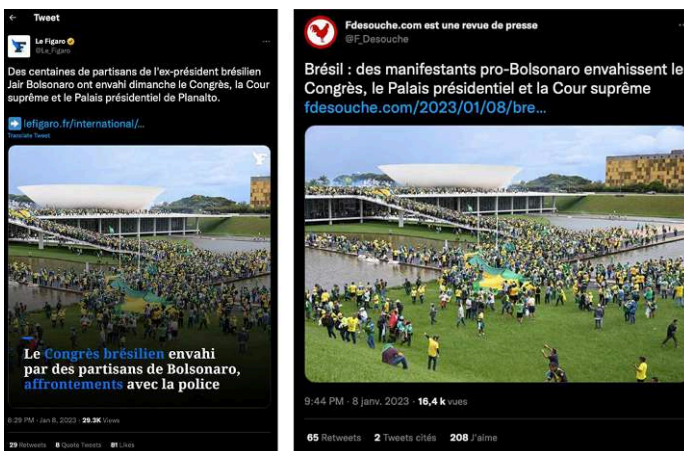 Tweet
Le Figaro
@Le_Figaro
Des centaines de partisans de l'ex-président brésilien
Jair Bolsonaro ont envahi dimanche le Congrès, la Cour
suprême et le Palais présidentiel de Planalto.
lefigaro.fr/international/...
Translate Tweet
Le Congrès brésilien envahi
par des partisans de Bolsonaro,
affrontements avec la police
8:29 PM · Jan 8, 2023 · 29.3K Views
29 Retweets 8 Quote Tweets 81 Likes
Fdesouche.com est une revue de presse
@F_Desouche
Brésil : des manifestants pro-Bolsonaro envahissent le
Congrès, le Palais présidentiel et la Cour suprême
fdesouche.com/2023/01/08/bre...
9:44 PM · 8 janv. 2023 · 16,4 k vues
65 Retweets 2 Tweets cités 208 J'aime